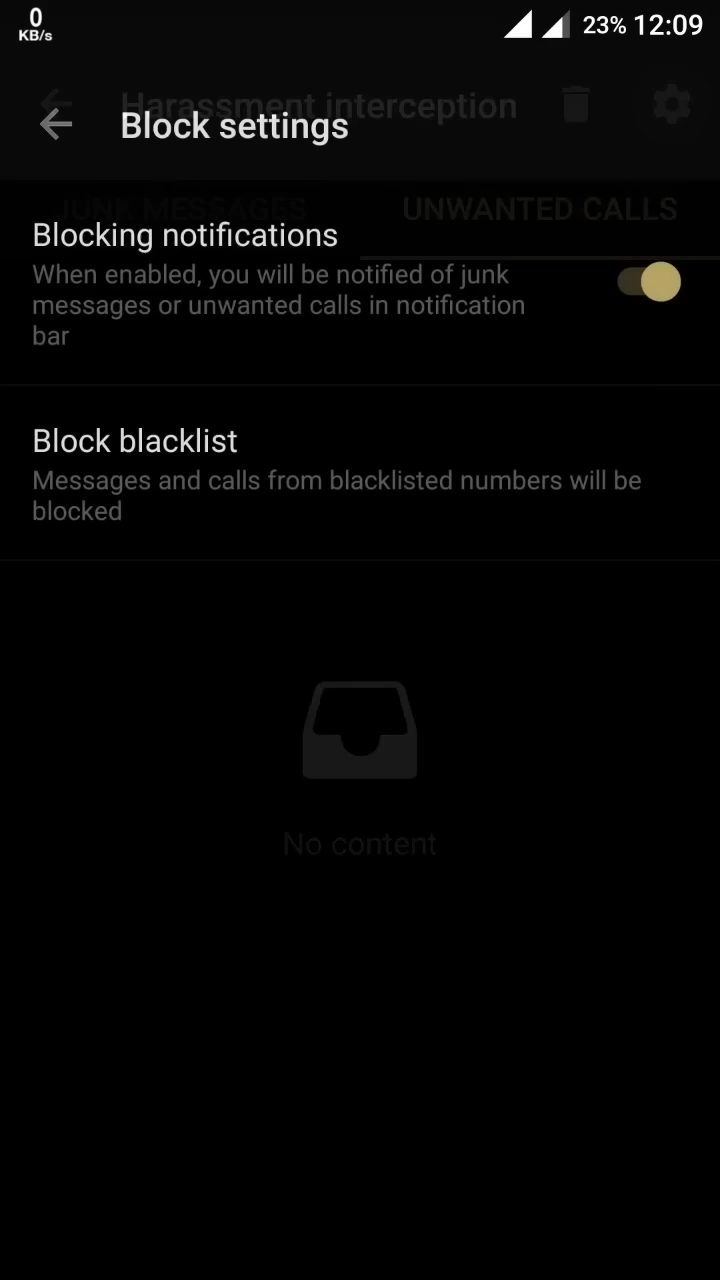 0
KB/s
23% 12:09
Harassment interception
Block settings
JUNK MESSAGES
UNWANTED CALLS
Blocking notifications
When enabled, you will be notified of junk
messages or unwanted calls in notification
bar
Block blacklist
Messages and calls from blacklisted numbers will be
blocked
No content